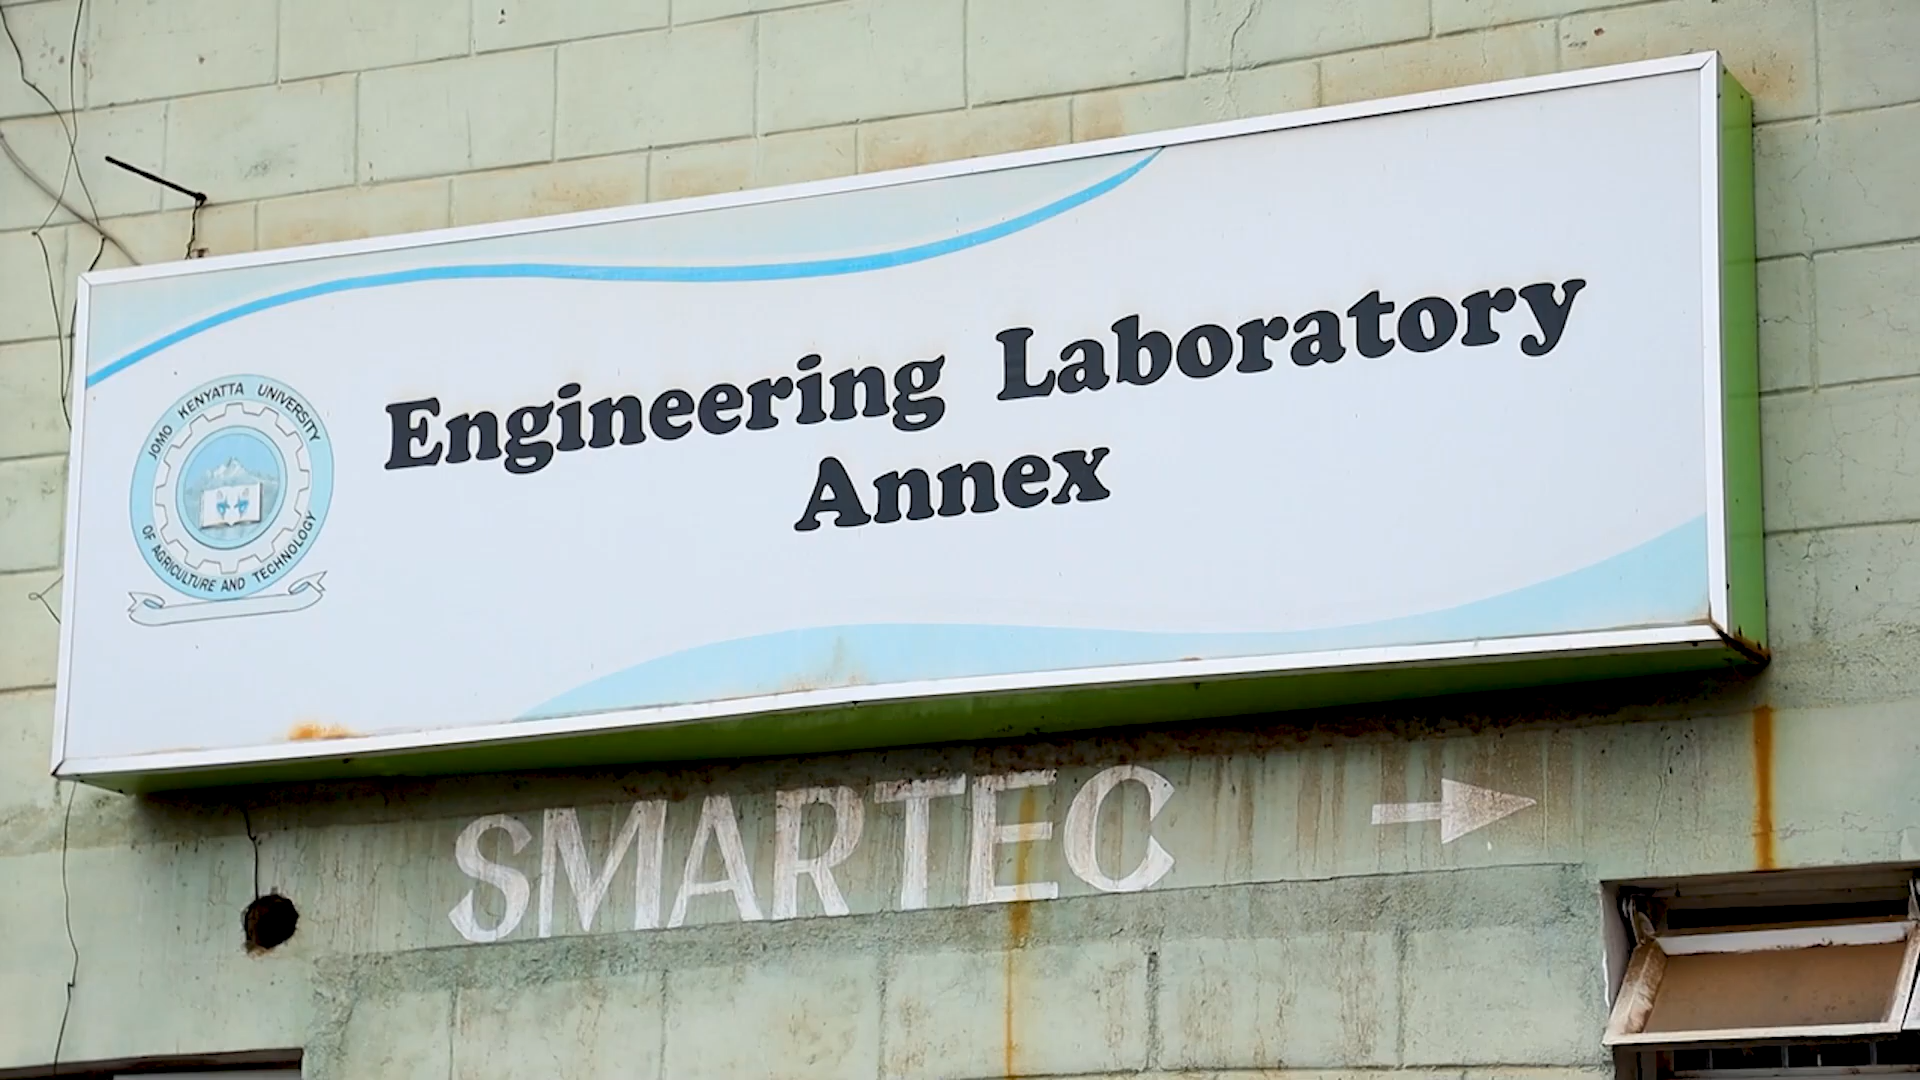 JOMO KENYATTA UNIVERSITY
OF AGRICULTURE AND TECHNOLOGY
Engineering Laboratory
Annex
SMARTEC